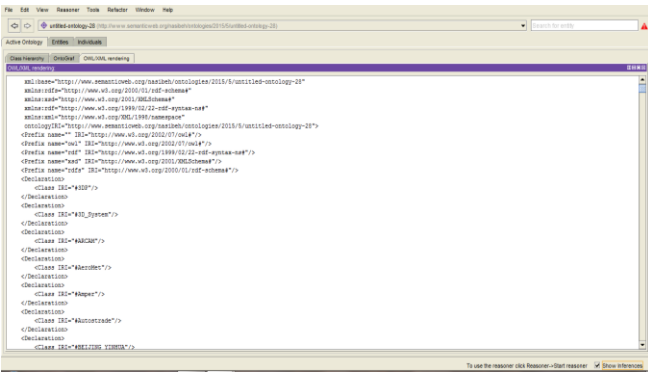 File Edit View Reasoner Tools Refactor Window Help
untitled-ontology-28 (http://www.semanticweb.org/nasibeh/ontologies/2015/5/untitled-ontology-28)
Search for entity
Active Ontology Entities Individuals
Class hierarchy OntoGraf OWL/XML rendering
OWL/XML rendering
xml:base="http://www.semanticweb.org/nasibeh/ontologies/2015/5/untitled-ontology-28"
xmlns:rdfs="http://www.w3.org/2000/01/rdf-schema#"
xmlns:xsd="http://www.w3.org/2001/XMLSchema#"
xmlns:rdf="http://www.w3.org/1999/02/22-rdf-syntax-ns#"
xmlns:xml="http://www.w3.org/XML/1998/namespace"
ontologyIRI="http://www.semanticweb.org/nasibeh/ontologies/2015/5/untitled-ontology-28">
<Prefix name="" IRI="http://www.w3.org/2002/07/owl#"/>
<Prefix name="owl" IRI="http://www.w3.org/2002/07/owl#"/>
<Prefix name="rdf" IRI="http://www.w3.org/1999/02/22-rdf-syntax-ns#"/>
<Prefix name="xsd" IRI="http://www.w3.org/2001/XMLSchema#"/>
<Prefix name="rdfs" IRI="http://www.w3.org/2000/01/rdf-schema#"/>
<Declaration>
<Class IRI="#3DP"/>
</Declaration>
<Declaration>
<Class IRI="#3D_System"/>
</Declaration>
<Declaration>
<Class IRI="#ARCAM"/>
</Declaration>
<Declaration>
<Class IRI="#AeroMet"/>
</Declaration>
<Declaration>
<Class IRI="#Amper"/>
</Declaration>
<Declaration>
<Class IRI="#Autostrade"/>
</Declaration>
<Declaration>
<Class IRI="#BEIJING YINHUA"/>
To use the reasoner click Reasoner->Start reasoner Show Inferences